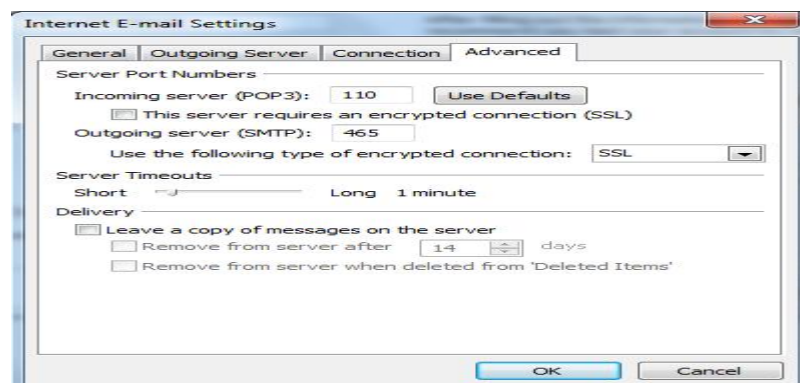 Internet E-mail Settings
General Outgoing Server Connection Advanced
Server Port Numbers
Incoming server (POP3): 110 Use Defaults
This server requires an encrypted connection (SSL)
Outgoing server (SMTP): 465
Use the following type of encrypted connection: SSL
Server Timeouts
Short Long 1 minute
Delivery
Leave a copy of messages on the server
Remove from server after 14 days
Remove from server when deleted from 'Deleted Items'
OK Cancel